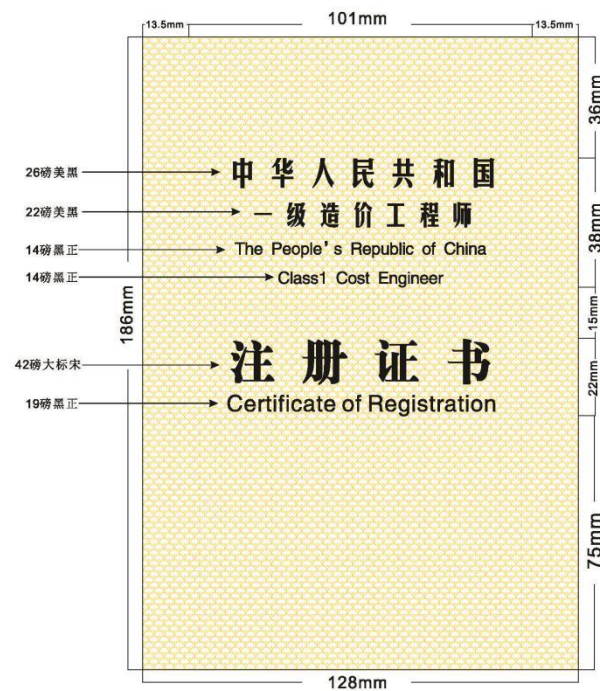 13.5mm 101mm 13.5mm
36mm
26磅美黑 中华人民共和国
22磅美黑 一级造价工程师
38mm
14磅黑正 The People's Republic of China
14磅黑正 Class1 Cost Engineer
186mm
15mm
42磅大标宋 注册证书
22mm
19磅黑正 Certificate of Registration
75mm
128mm